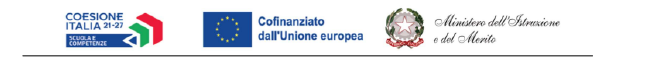 COESIONE
ITALIA 21-27
SCUOLA E
COMPETENZE
Cofinanziato
dall'Unione europea
Ministero dell'Istruzione
e del Merito